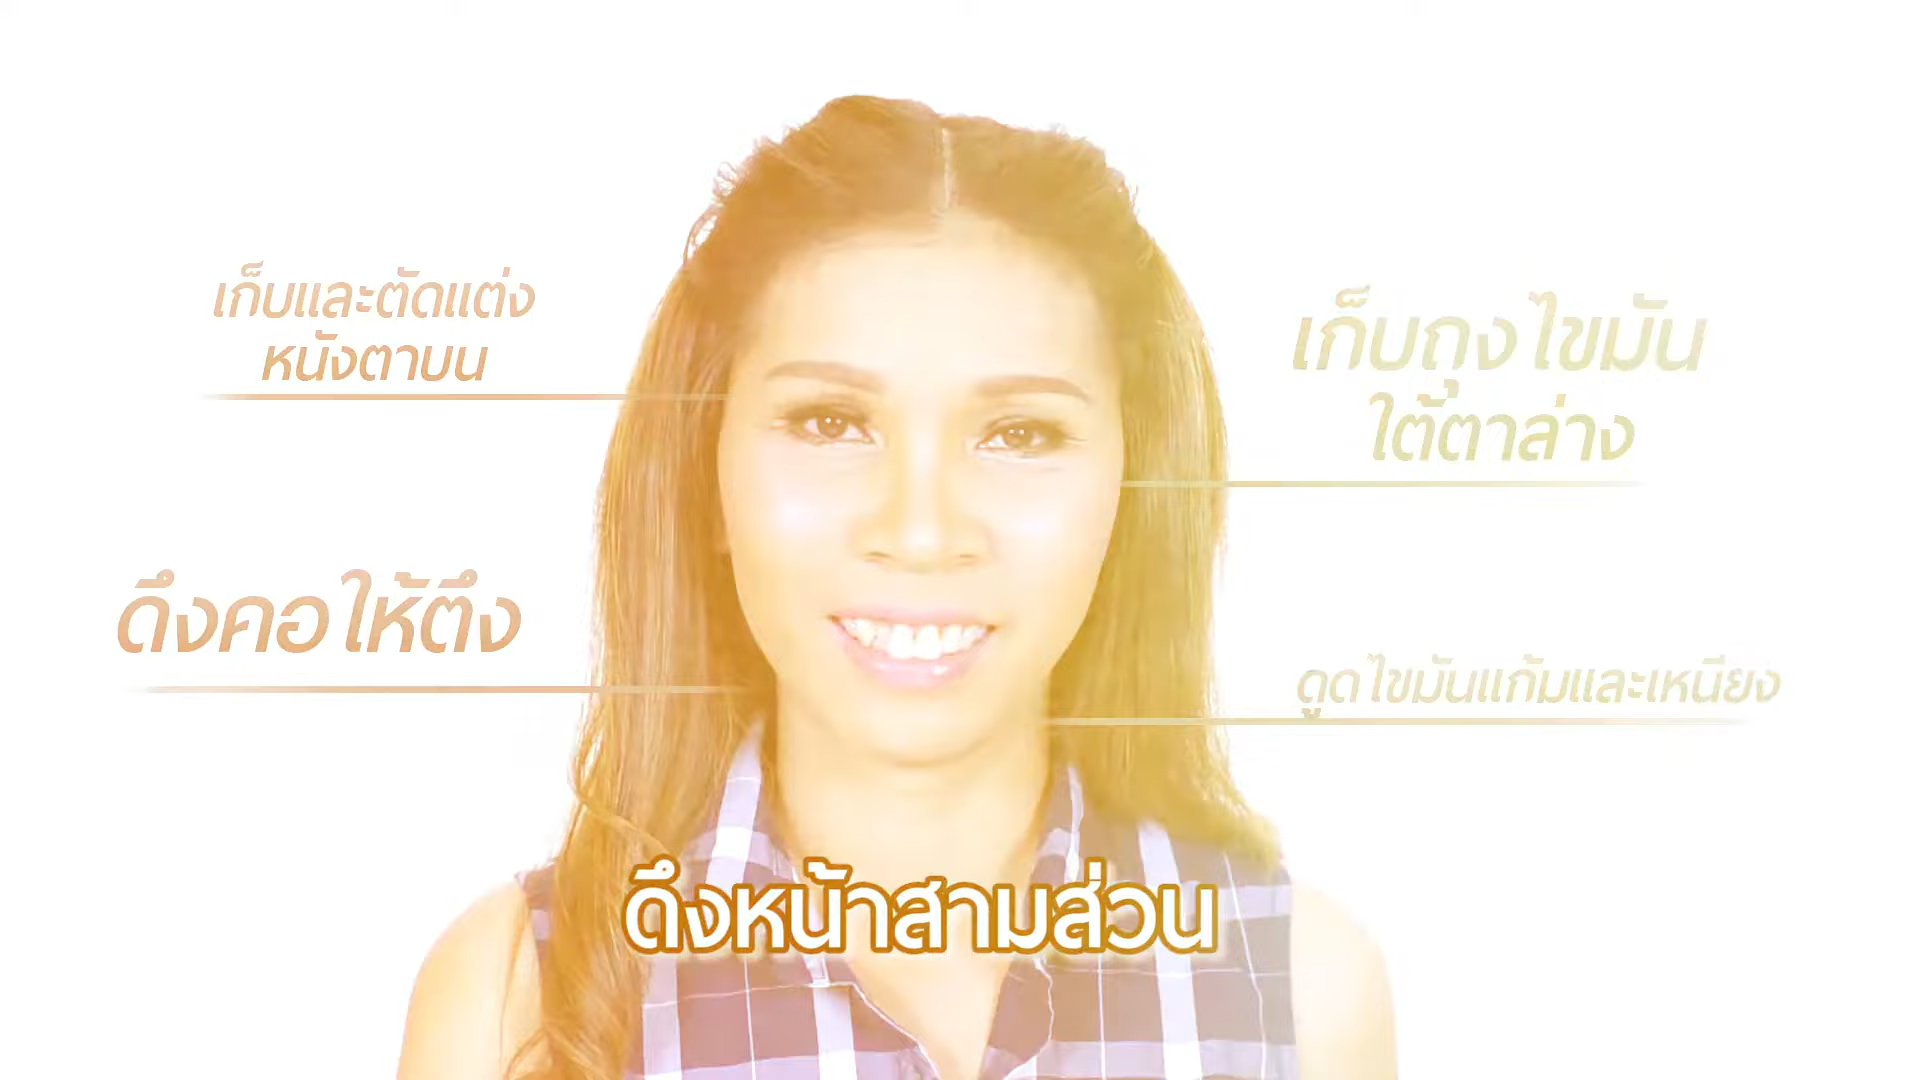 เก็บและตัดแต่ง
หนังตาบน
เก็บถุงไขมัน
ใต้ตาล่าง
ดึงคอให้ตึง
ดูดไขมันแก้มและเหนียง
ดึงหน้าสามส่วน